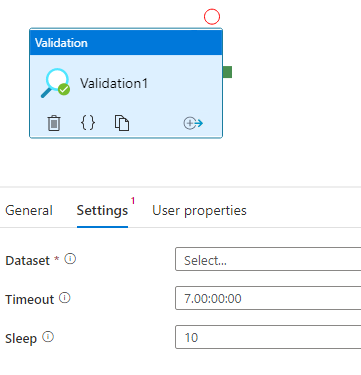 Validation
Validation1
{}
General Settings 1 User properties
Dataset * Select...
Timeout 7.00:00:00
Sleep 10